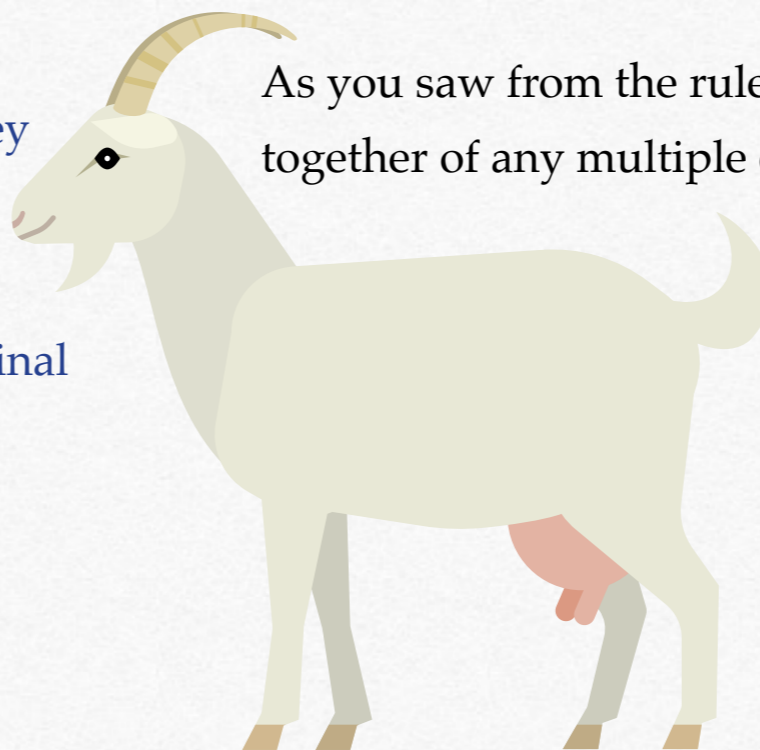 ey
As you saw from the rule
together of any multiple
inal